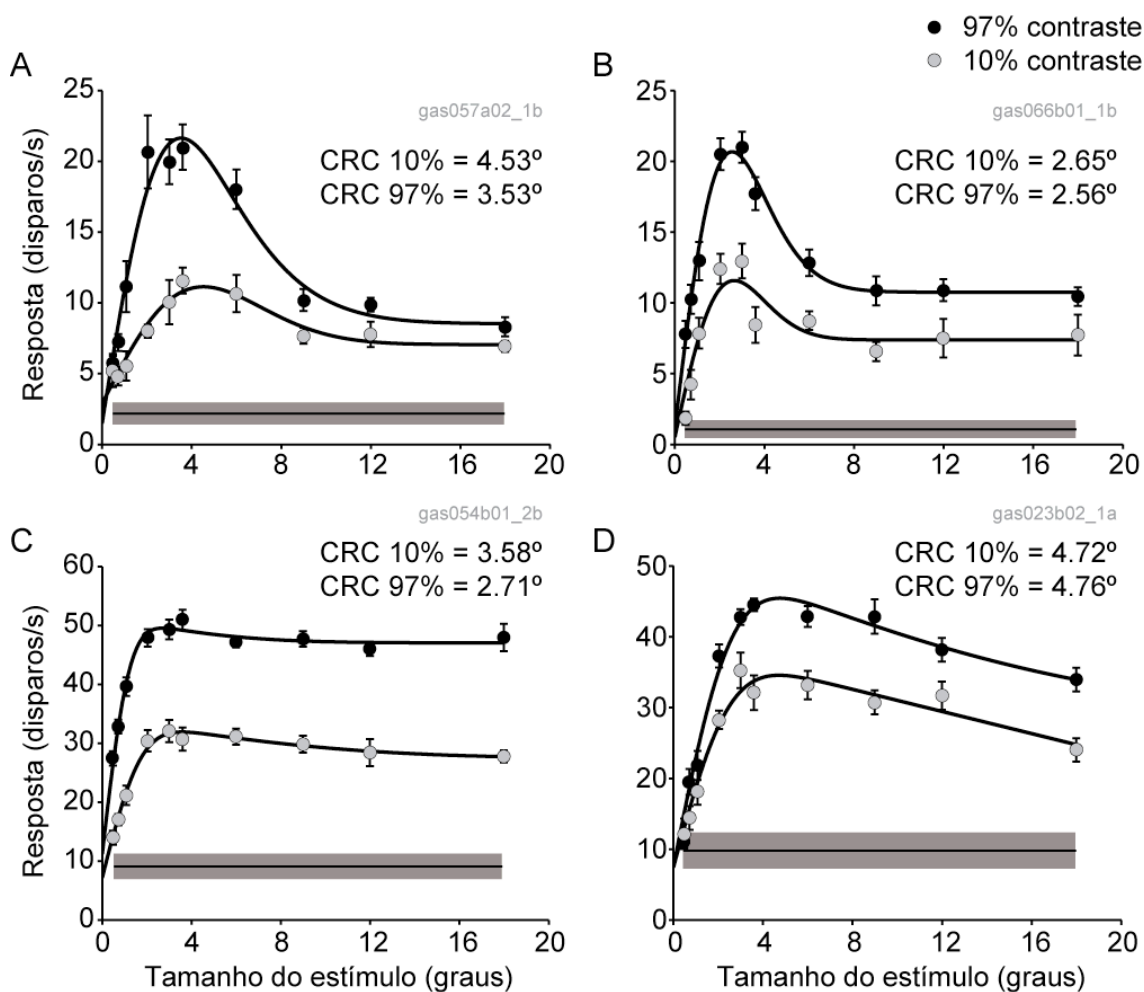 97% contraste
10% contraste
A
gas057a02_1b
CRC 10% = 4.53º
CRC 97% = 3.53º
Resposta (disparos/s)
25
20
15
10
5
0
0 4 8 12 16 20
B
gas066b01_1b
CRC 10% = 2.65º
CRC 97% = 2.56º
25
20
15
10
5
0
0 4 8 12 16 20
C
gas054b01_2b
CRC 10% = 3.58º
CRC 97% = 2.71º
Resposta (disparos/s)
60
50
40
30
20
10
0
0 4 8 12 16 20
Tamanho do estímulo (graus)
D
gas023b02_1a
CRC 10% = 4.72º
CRC 97% = 4.76º
50
40
30
20
10
0
0 4 8 12 16 20
Tamanho do estímulo (graus)